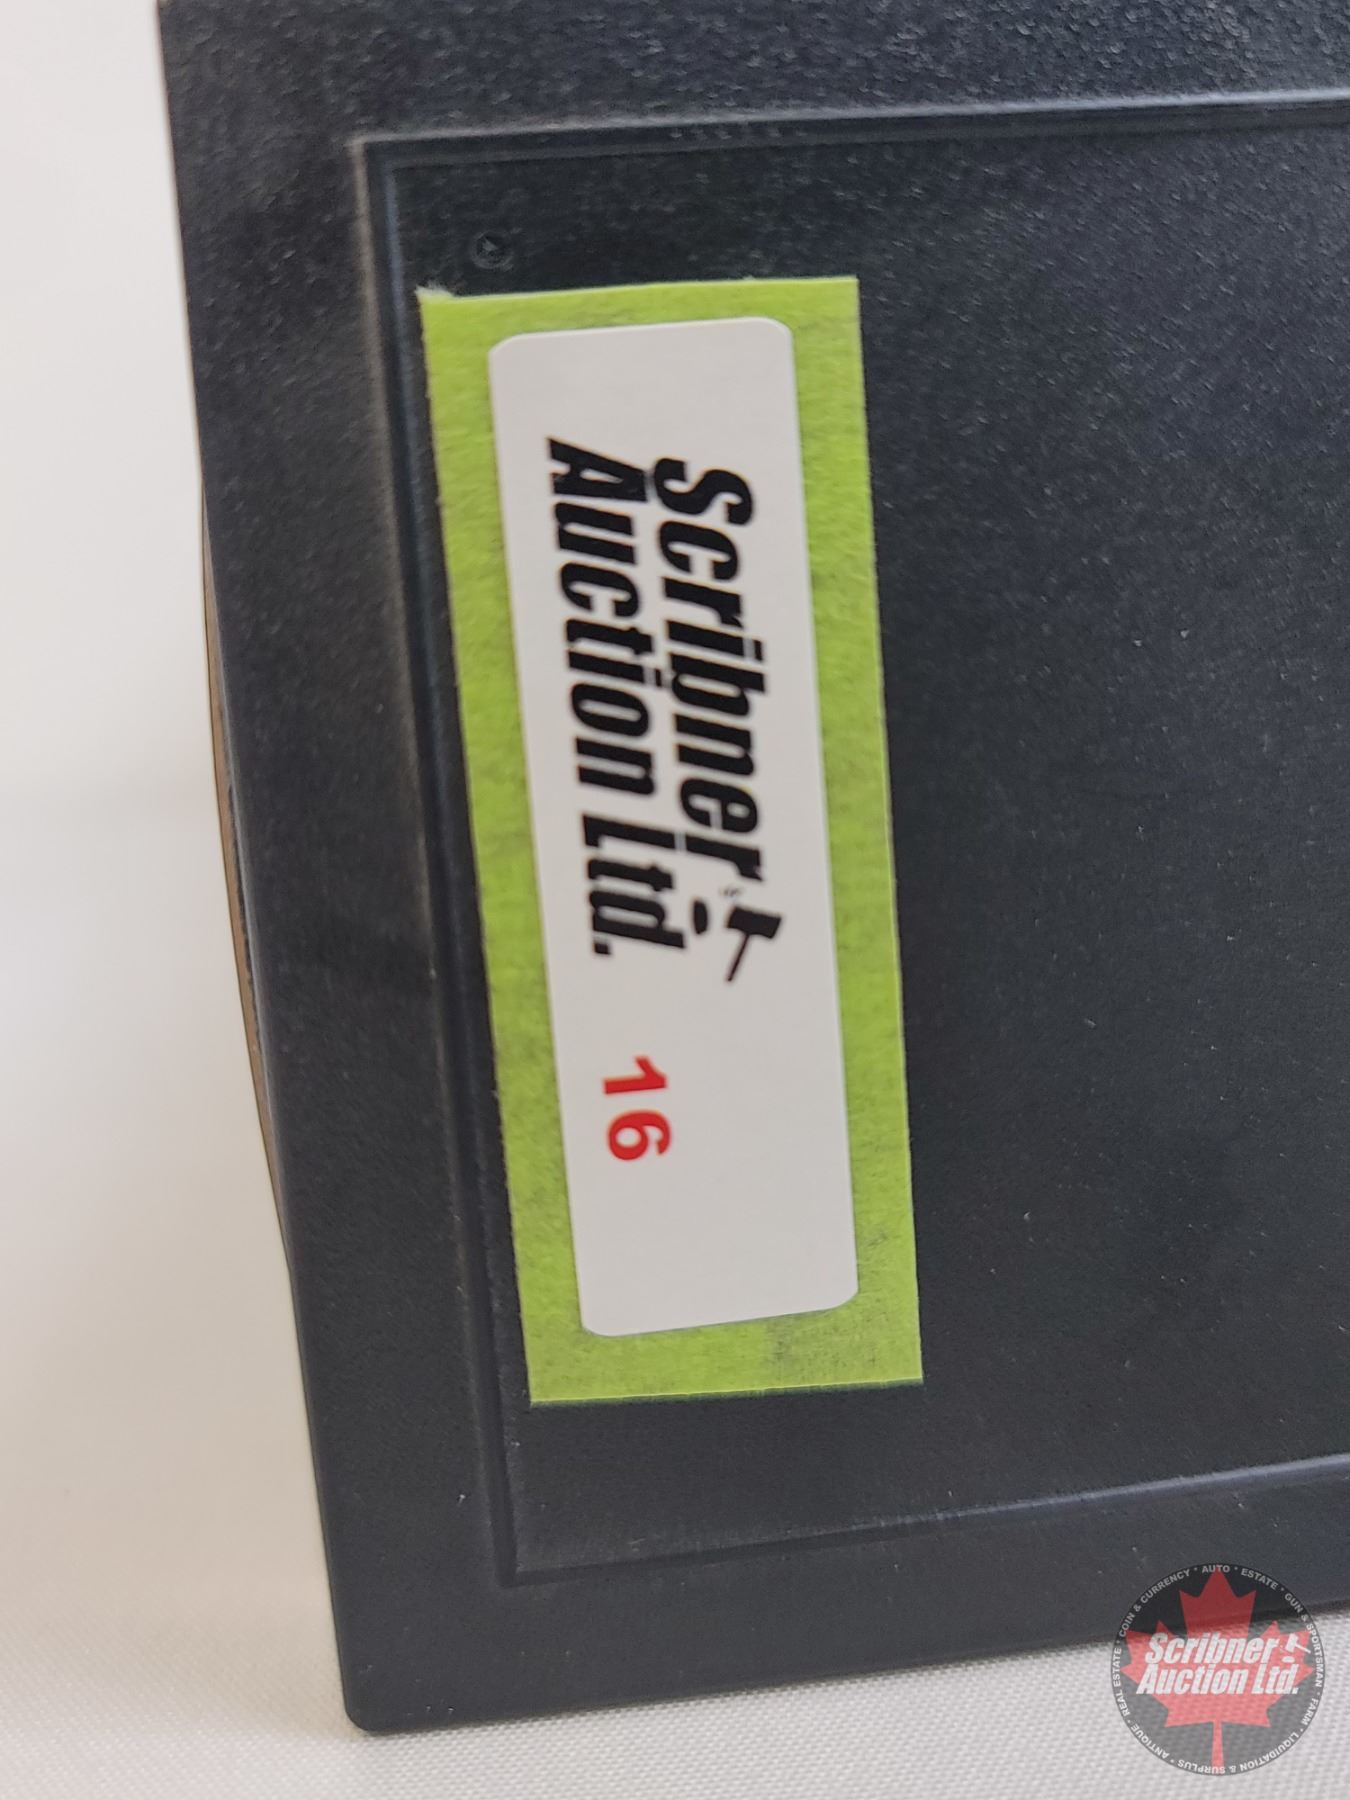 Scribner
Auction Ltd.
16
COIN & CURRENCY · AUTO · ESTATE · GUN & SPORTSMAN · FARM · LIQUIDATION & SURPLUS · ANTIQUE · REAL ESTATE ·
Scribner
Auction Ltd.